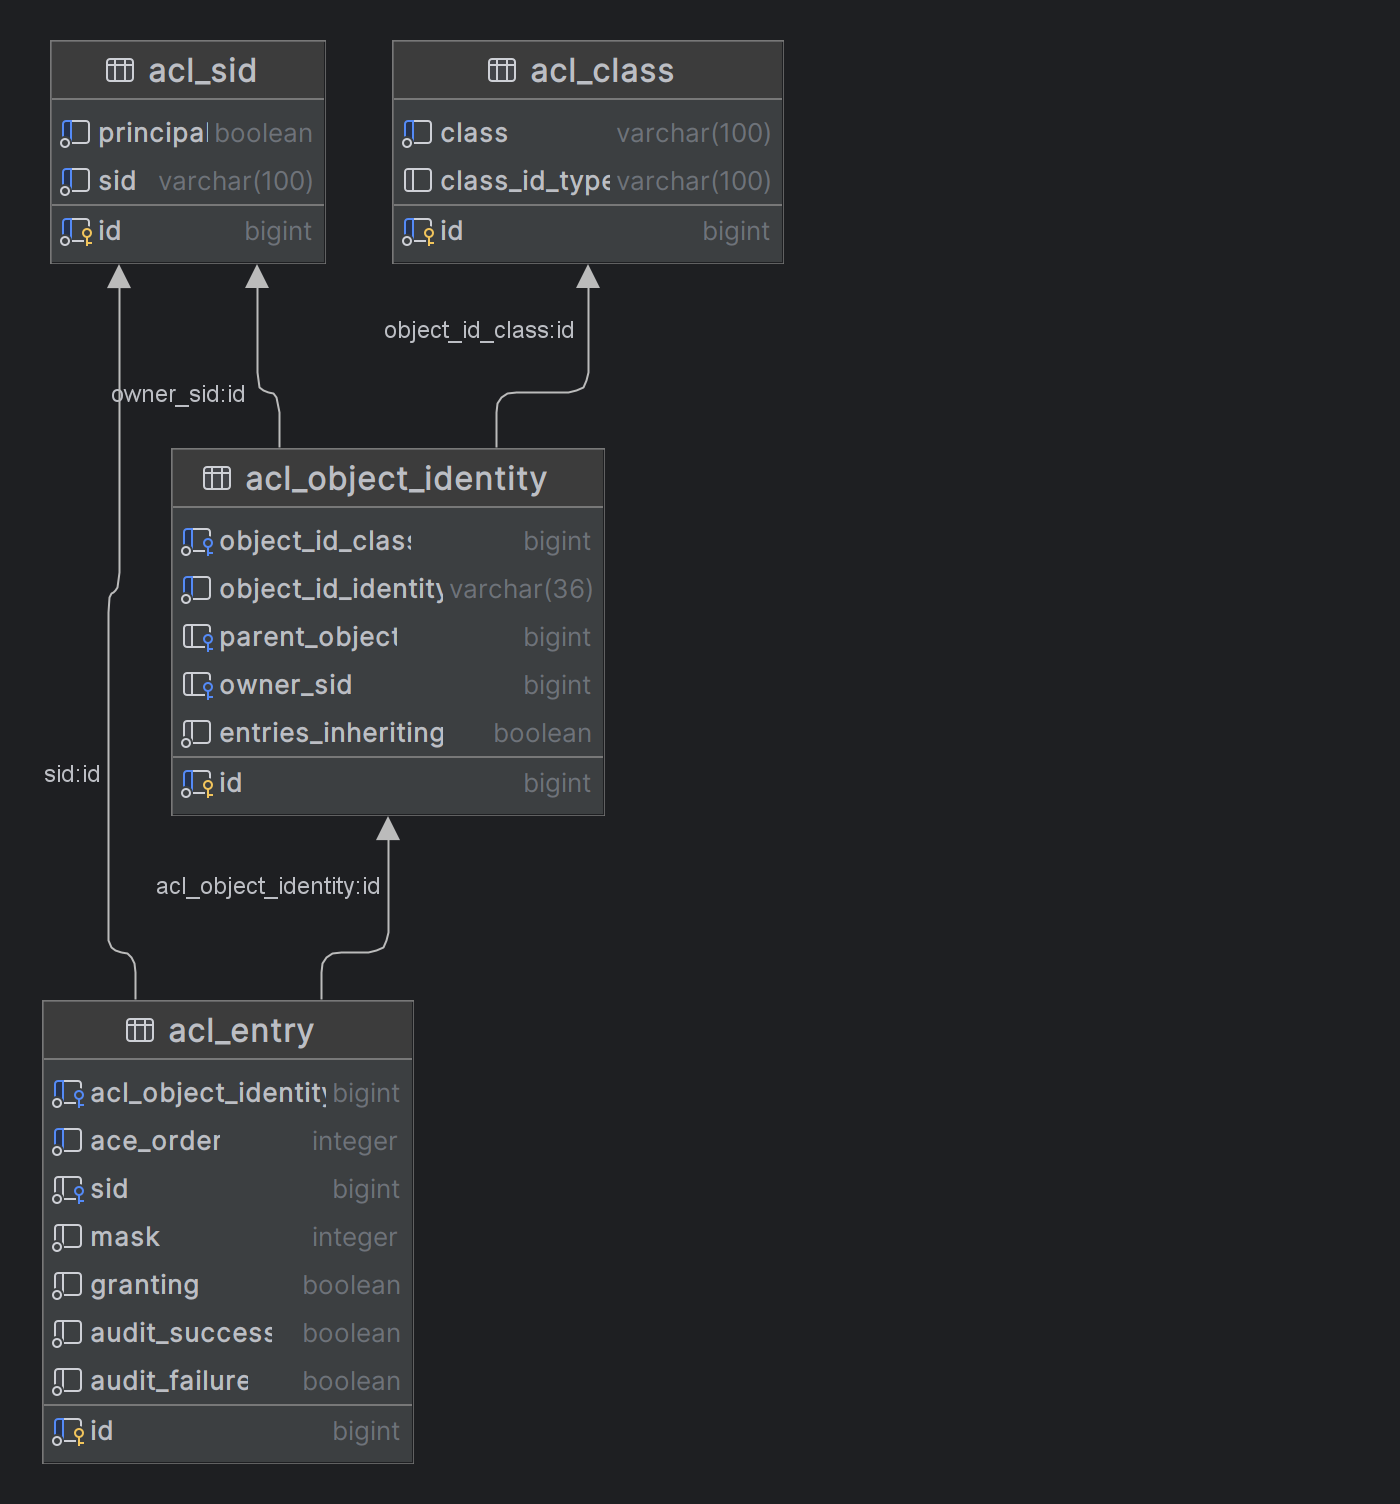 acl_sid
principal boolean
sid varchar(100)
id bigint
acl_class
class varchar(100)
class_id_type varchar(100)
id bigint
object_id_class:id
owner_sid:id
acl_object_identity
object_id_class bigint
object_id_identity varchar(36)
parent_object bigint
owner_sid bigint
entries_inheriting boolean
id bigint
sid:id
acl_object_identity:id
acl_entry
acl_object_identity bigint
ace_order integer
sid bigint
mask integer
granting boolean
audit_success boolean
audit_failure boolean
id bigint